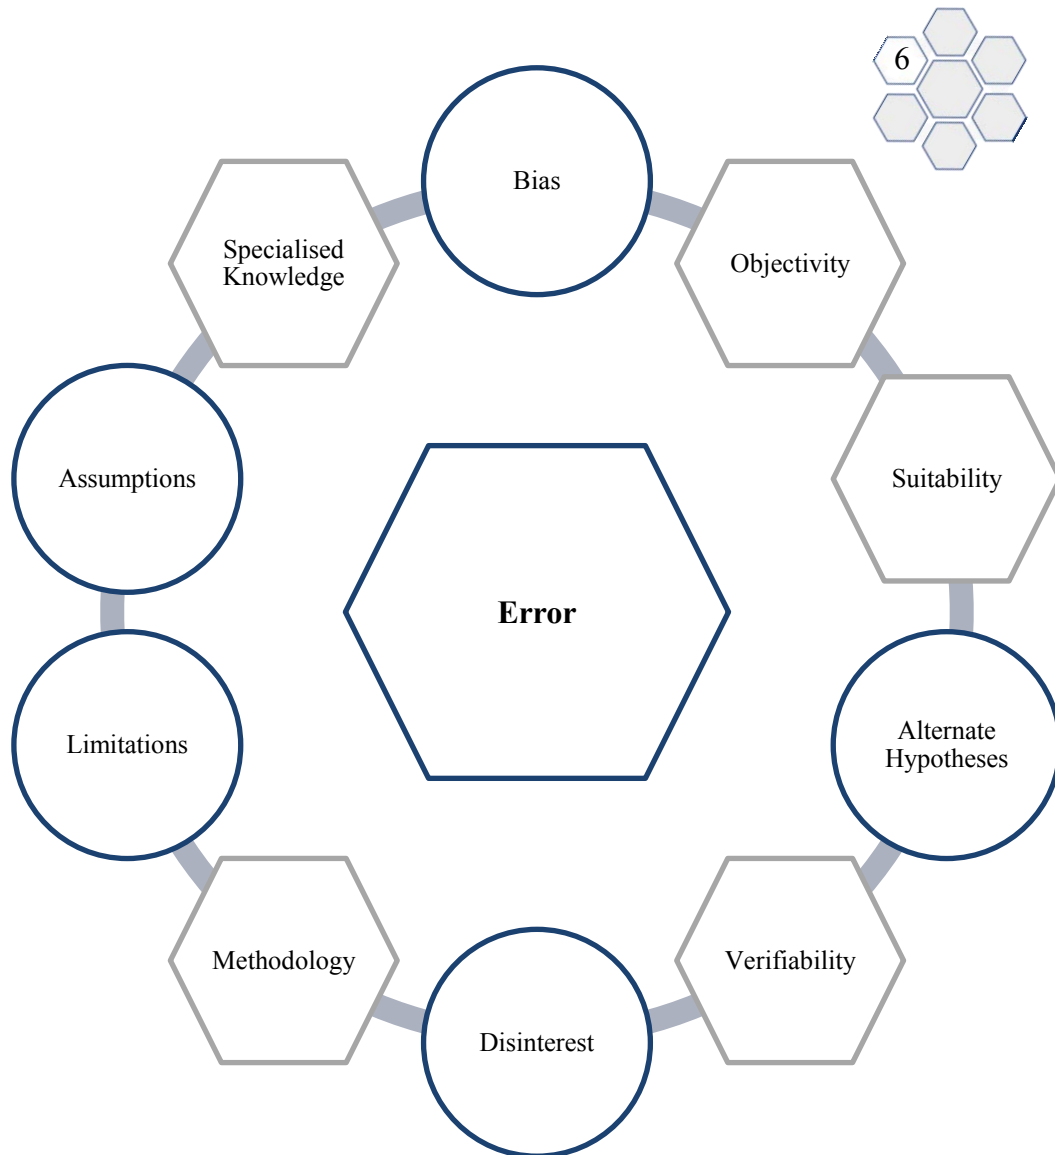 6
Bias
Specialised
Knowledge
Objectivity
Assumptions
Suitability
Error
Limitations
Alternate
Hypotheses
Methodology
Verifiability
Disinterest